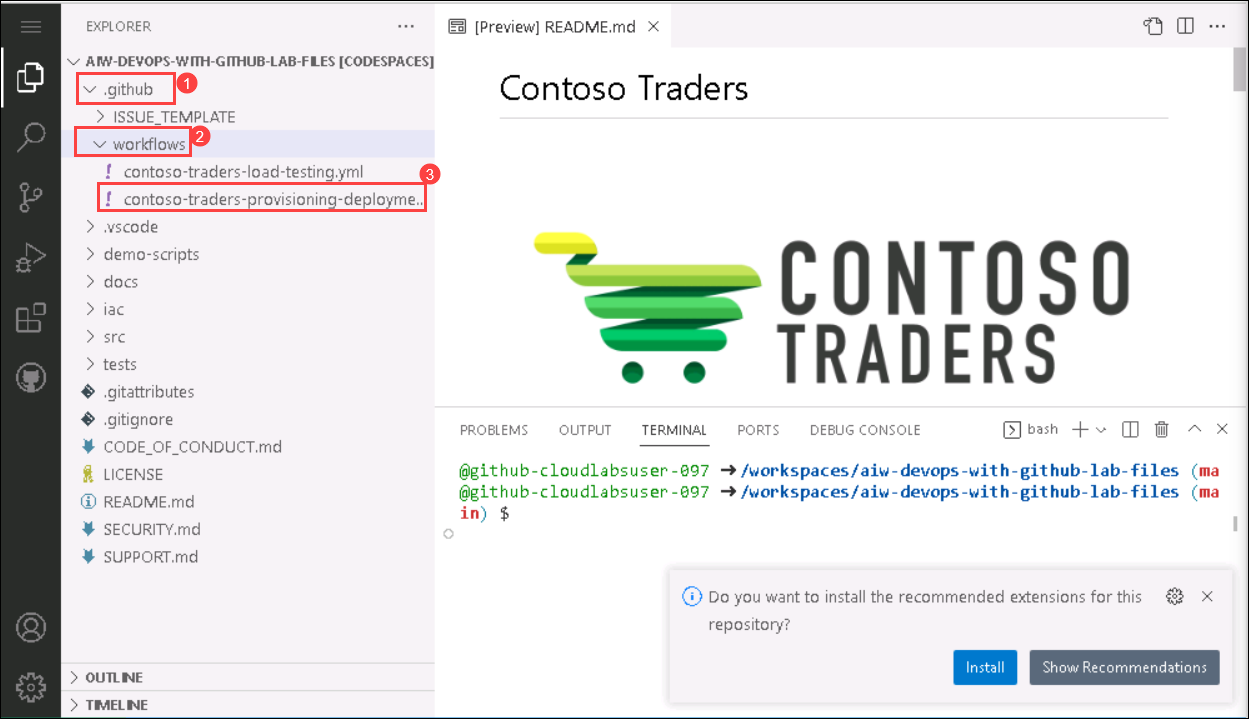 EXPLORER
AIW-DEVOPS-WITH-GITHUB-LAB-FILES [CODESPACES]
.github
1
ISSUE_TEMPLATE
workflows
2
contoso-traders-load-testing.yml
3
contoso-traders-provisioning-deployme...
.vscode
demo-scripts
docs
iac
src
tests
.gitattributes
.gitignore
CODE_OF_CONDUCT.md
LICENSE
README.md
SECURITY.md
SUPPORT.md
OUTLINE
TIMELINE
[Preview] README.md
Contoso Traders
CONTOSO
TRADERS
PROBLEMS OUTPUT TERMINAL PORTS DEBUG CONSOLE bash
@github-cloudlabsuser-097 ➜ /workspaces/aiw-devops-with-github-lab-files (ma
@github-cloudlabsuser-097 ➜ /workspaces/aiw-devops-with-github-lab-files (ma
in) $
Do you want to install the recommended extensions for this
repository?
Install Show Recommendations